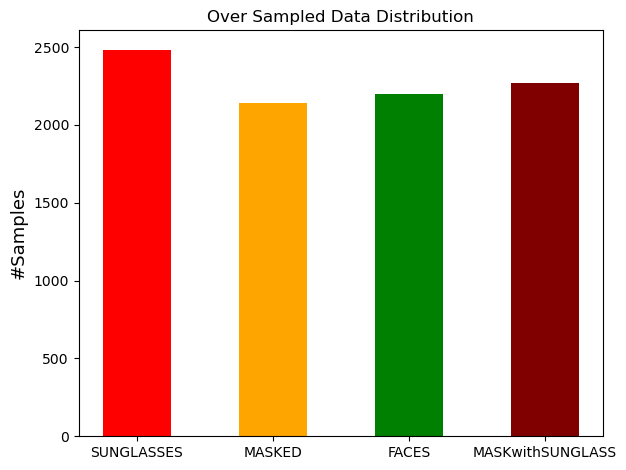 Over Sampled Data Distribution
2500
2000
1500
1000
500
0
#Samples
SUNGLASSES MASKED FACES MASKwithSUNGLASS